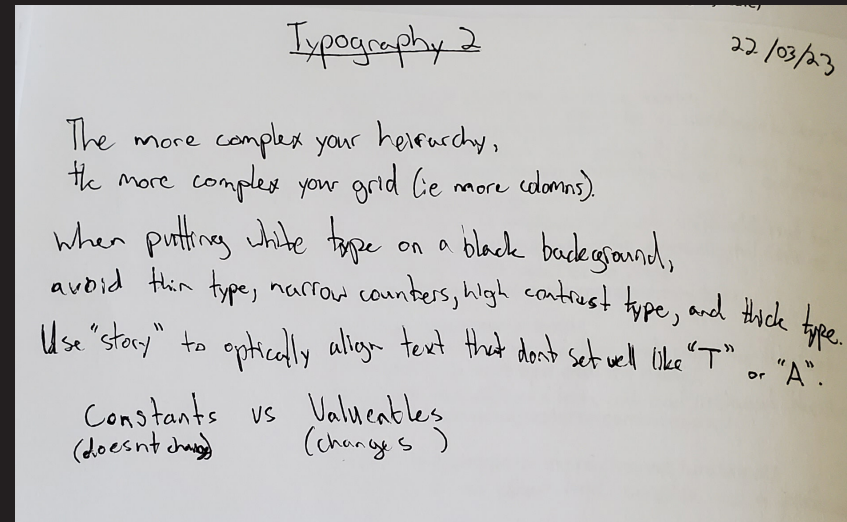 Typography 2
22/03/23
The more complex your heirarchy,
the more complex your grid (ie more colomns).
When putting white type on a black background,
avoid thin type, narrow counters, high contrast type, and thick type.
Use "story" to optically align text that dont set well like "T" or "A".
Constants vs Valueables
(doesnt change) (changes )